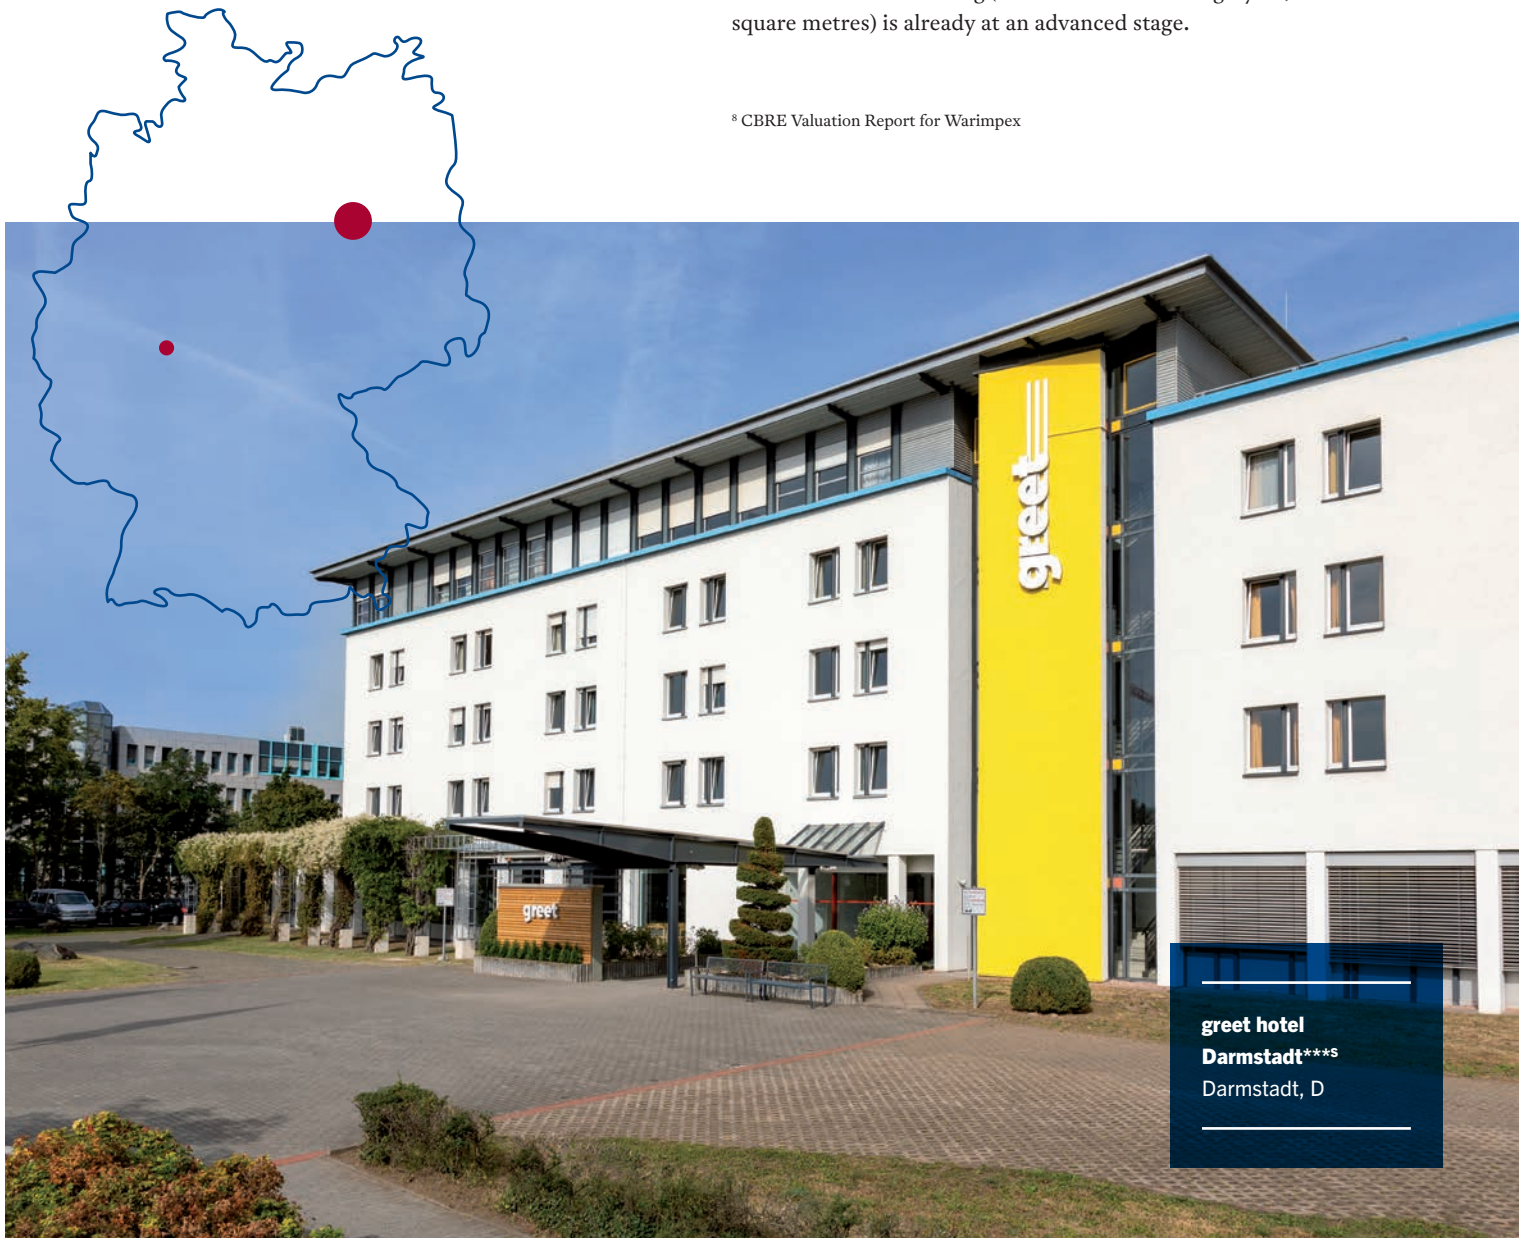 square metres) is already at an advanced stage.
⁸ CBRE Valuation Report for Warimpex
greet
greet
greet hotel
Darmstadt***ˢ
Darmstadt, D